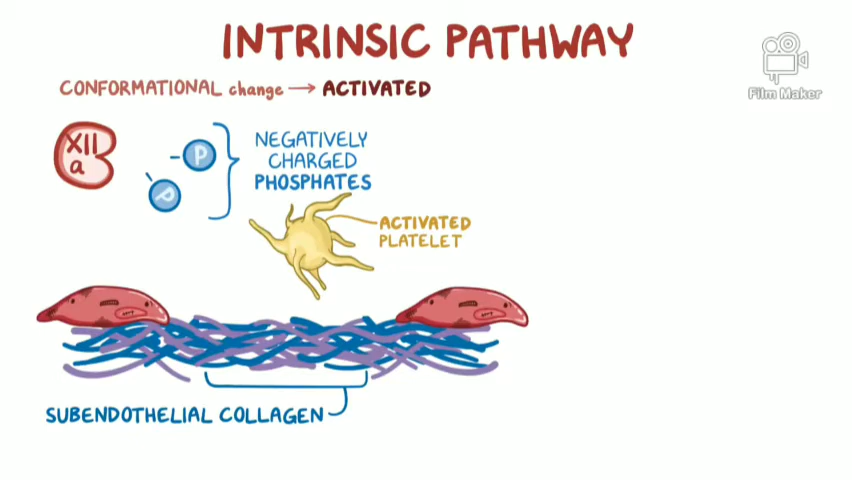 INTRINSIC PATHWAY
CONFORMATIONAL change → ACTIVATED
Film Maker
XII
a
- P
- P
NEGATIVELY
CHARGED
PHOSPHATES
ACTIVATED
PLATELET
SUBENDOTHELIAL COLLAGEN